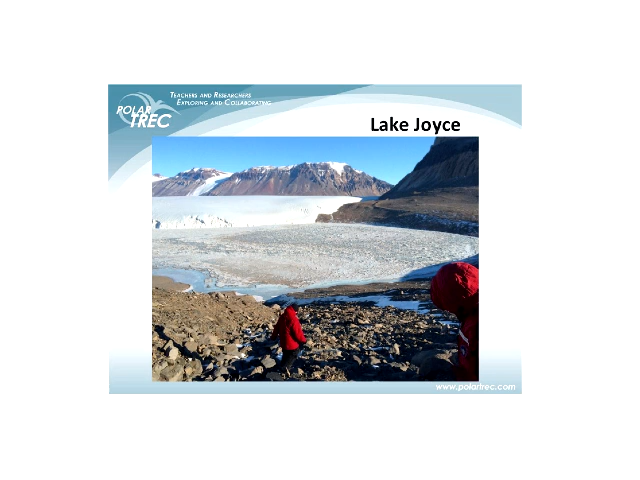 TEACHERS AND RESEARCHERS
EXPLORING AND COLLABORATING
POLAR
TREC
Lake Joyce
www.polartrec.com